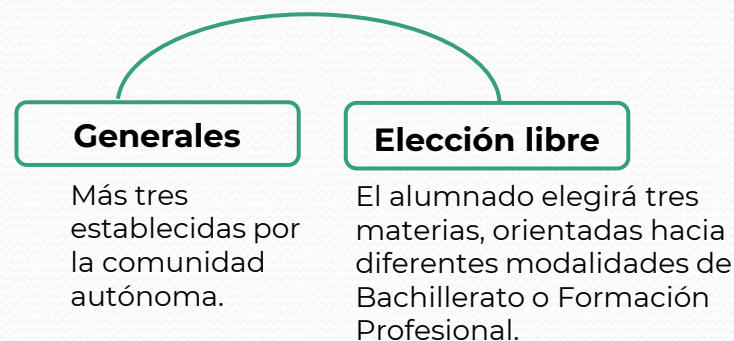 Generales
Más tres
establecidas por
la comunidad
autónoma.
Elección libre
El alumnado elegirá tres
materias, orientadas hacia
diferentes modalidades de
Bachillerato o Formación
Profesional.